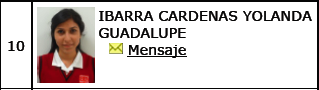 10
IBARRA CARDENAS YOLANDA
GUADALUPE
Mensaje